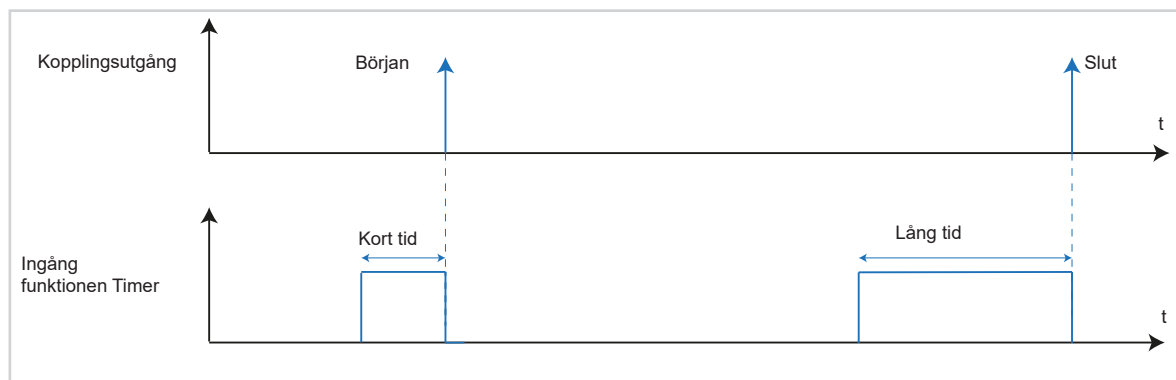 Kopplingsutgång
Början
Slut
t
Kort tid
Lång tid
Ingång
funktionen Timer
t